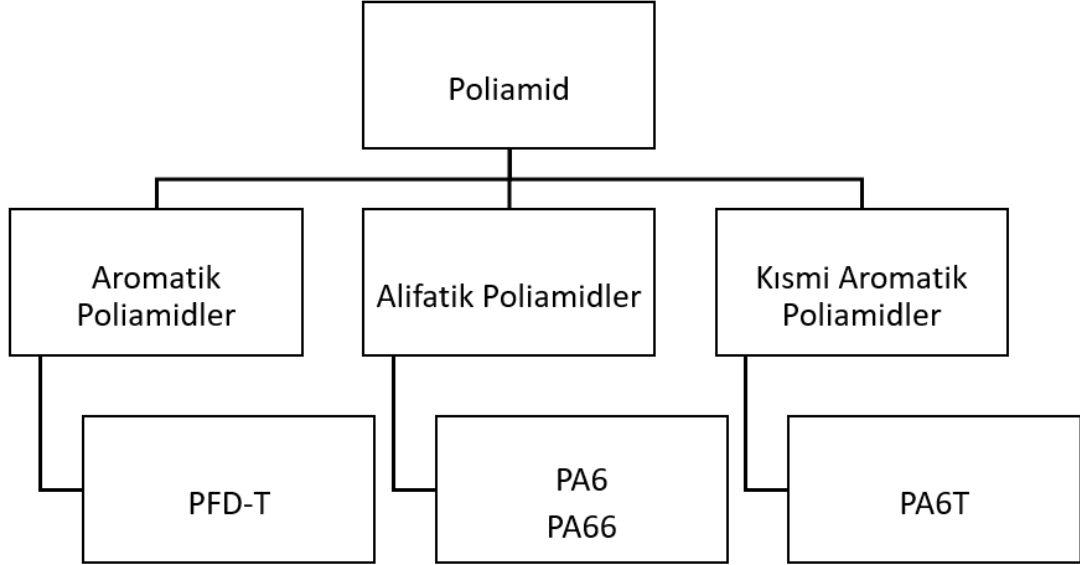 Poliamid
Aromatik
Poliamidler
Alifatik Poliamidler
Kısmi Aromatik
Poliamidler
PFD-T
PA6
PA66
PA6T